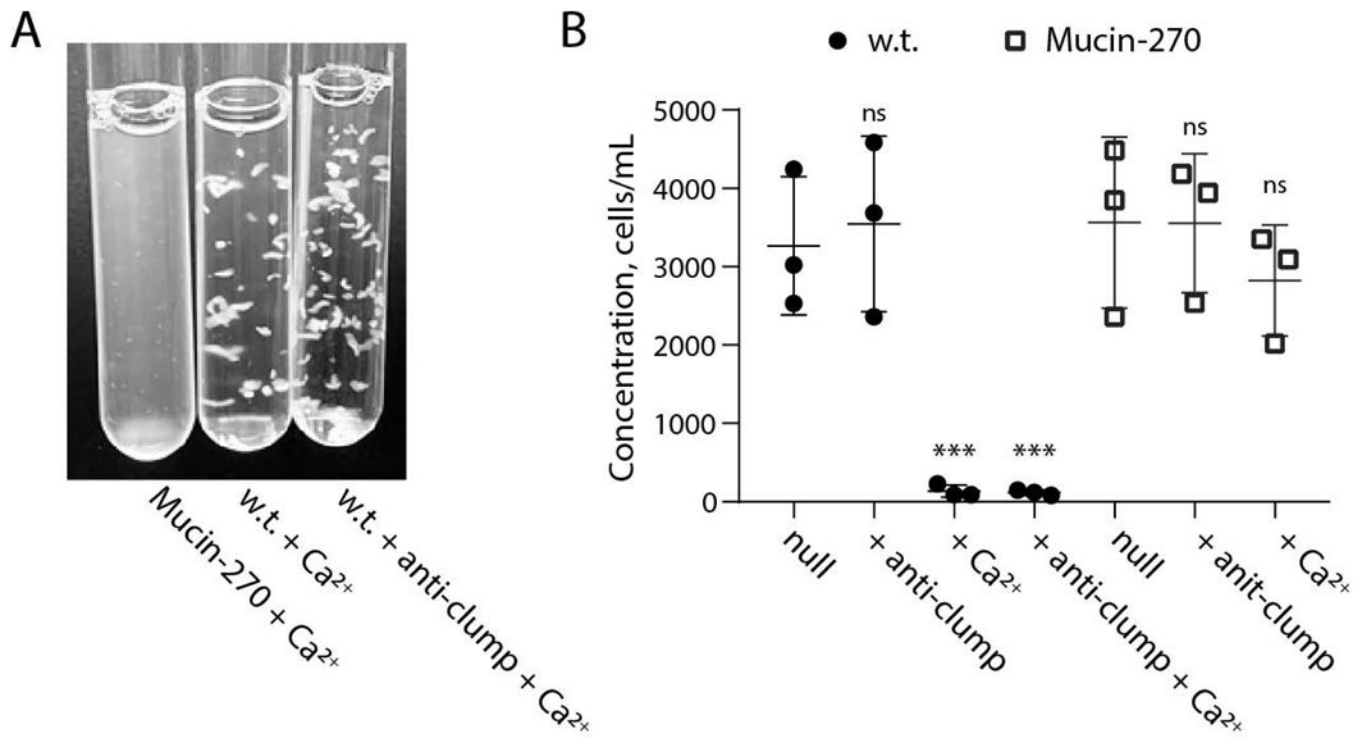 A
Mucin-270 + Ca²⁺
w.t. + Ca²⁺
w.t. + anti-clump + Ca²⁺
B
w.t.
Mucin-270
Concentration, cells/mL
5000
4000
3000
2000
1000
0
ns
***
***
ns
ns
null
+ anti-clump
+ Ca²⁺
+ anti-clump + Ca²⁺
null
+ anit-clump
+ Ca²⁺